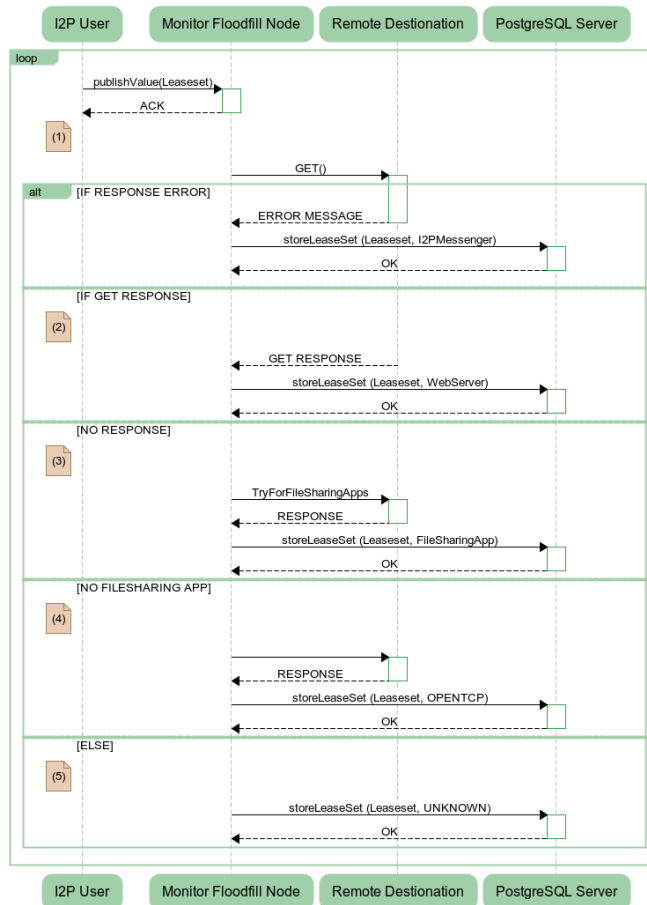 I2P User
Monitor Floodfill Node
Remote Destionation
PostgreSQL Server
loop
publishValue(Leaseset)
ACK
(1)
GET()
alt
[IF RESPONSE ERROR]
ERROR MESSAGE
storeLeaseSet (Leaseset, I2PMessenger)
OK
[IF GET RESPONSE]
(2)
GET RESPONSE
storeLeaseSet (Leaseset, WebServer)
OK
[NO RESPONSE]
(3)
TryForFileSharingApps
RESPONSE
storeLeaseSet (Leaseset, FileSharingApp)
OK
[NO FILESHARING APP]
(4)
RESPONSE
storeLeaseSet (Leaseset, OPENTCP)
OK
[ELSE]
(5)
storeLeaseSet (Leaseset, UNKNOWN)
OK
I2P User
Monitor Floodfill Node
Remote Destionation
PostgreSQL Server